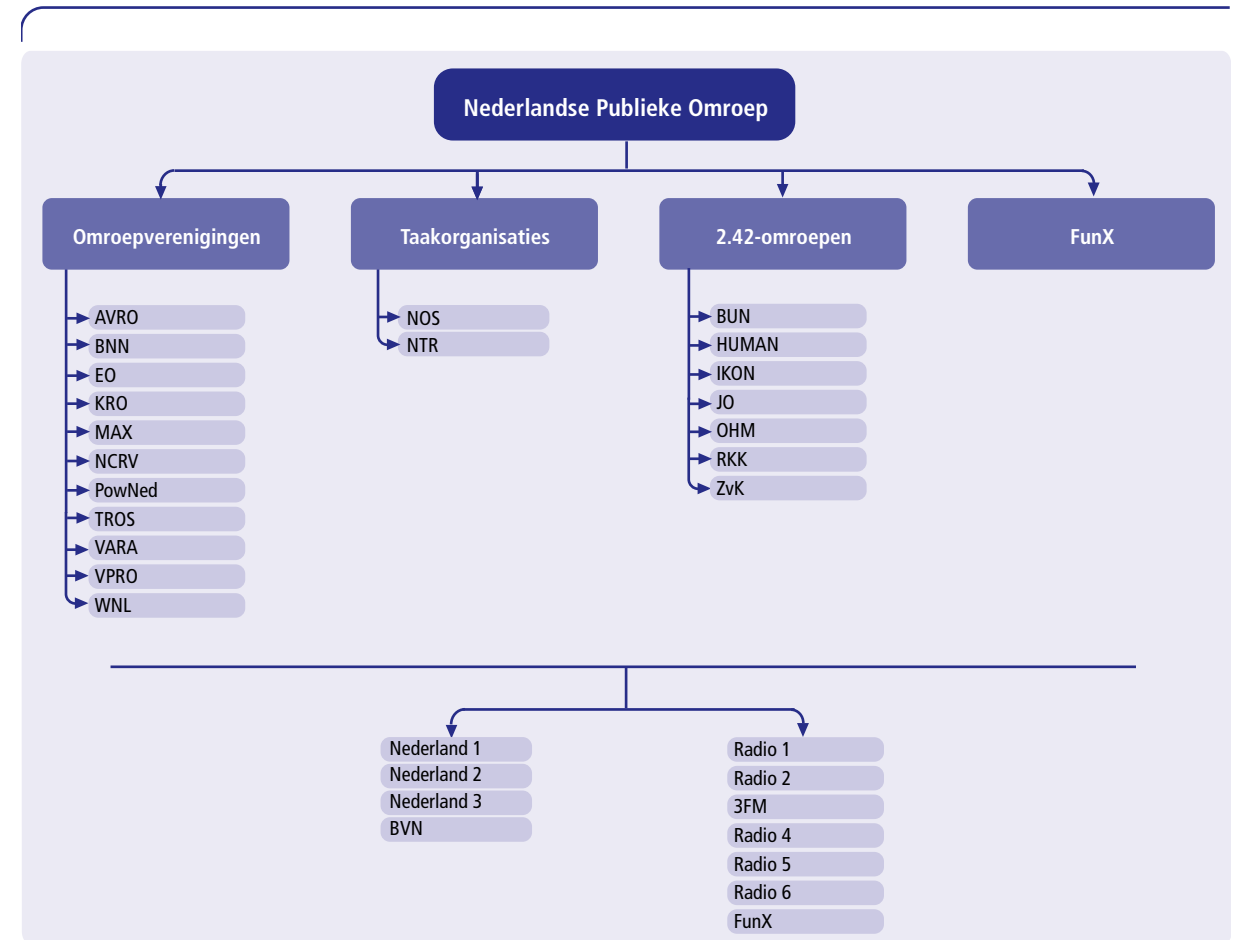 Nederlandse Publieke Omroep
Omroepverenigingen
AVRO
BNN
EO
KRO
MAX
NCRV
PowNed
TROS
VARA
VPRO
WNL
Taakorganisaties
NOS
NTR
2.42-omroepen
BUN
HUMAN
IKON
JO
OHM
RKK
ZvK
FunX
Nederland 1
Nederland 2
Nederland 3
BVN
Radio 1
Radio 2
3FM
Radio 4
Radio 5
Radio 6
FunX